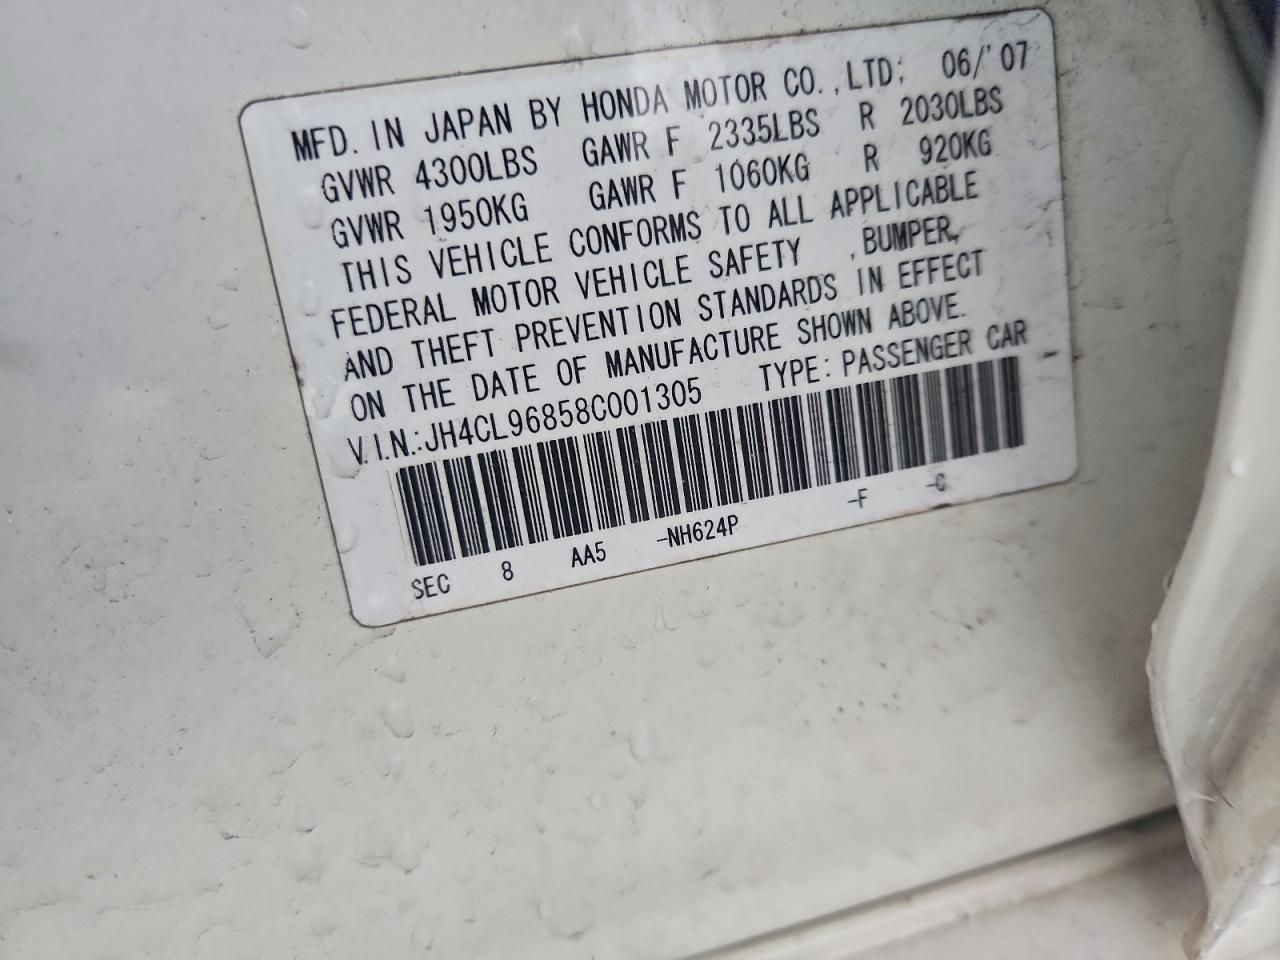 MFD. IN JAPAN BY HONDA MOTOR CO.,LTD; 06/'07
GVWR 4300LBS GAWR F 2335LBS R 2030LBS
GVWR 1950KG GAWR F 1060KG R 920KG
THIS VEHICLE CONFORMS TO ALL APPLICABLE
FEDERAL MOTOR VEHICLE SAFETY ,BUMPER,
AND THEFT PREVENTION STANDARDS IN EFFECT
ON THE DATE OF MANUFACTURE SHOWN ABOVE.
V.I.N.:JH4CL96858C001305 TYPE:PASSENGER CAR
SEC 8 AA5 -NH624P -F -C